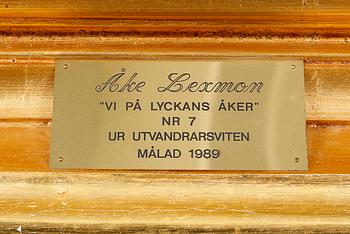 Åke Lexmon
"VI PÅ LYCKANS ÅKER"
NR 7
UR UTVANDRARSVITEN
MÅLAD 1989